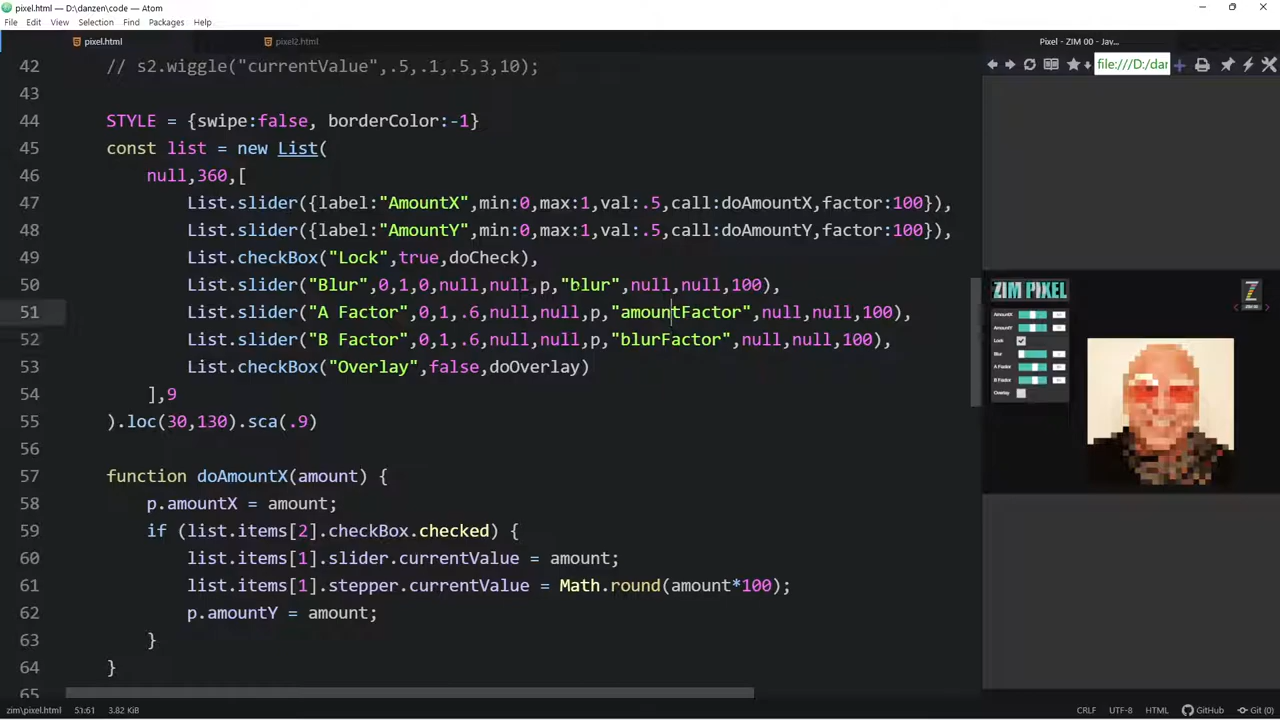 pixel.html — D:\danzen\code — Atom
File Edit View Selection Find Packages Help
pixel.html pixel2.html Pixel - ZIM 00 - Jav...
file:///D:/dar
42 // s2.wiggle("currentValue",.5,.1,.5,3,10);
43
44 STYLE = {swipe:false, borderColor:-1}
45 const list = new List(
46 null,360,[
47 List.slider({label:"AmountX",min:0,max:1,val:.5,call:doAmountX,factor:100}),
48 List.slider({label:"AmountY",min:0,max:1,val:.5,call:doAmountY,factor:100}),
49 List.checkBox("Lock",true,doCheck),
50 List.slider("Blur",0,1,0,null,null,p,"blur",null,null,100),
51 List.slider("A Factor",0,1,.6,null,null,p,"amountFactor",null,null,100),
52 List.slider("B Factor",0,1,.6,null,null,p,"blurFactor",null,null,100),
53 List.checkBox("Overlay",false,doOverlay)
54 ],9
55 ).loc(30,130).sca(.9)
56
57 function doAmountX(amount) {
58 p.amountX = amount;
59 if (list.items[2].checkBox.checked) {
60 list.items[1].slider.currentValue = amount;
61 list.items[1].stepper.currentValue = Math.round(amount*100);
62 p.amountY = amount;
63 }
64 }
65
ZIM PIXEL
AmountX
AmountY
Lock
Blur
A Factor
B Factor
Overlay
zim\pixel.html 51:61 3.82 KiB CRLF UTF-8 HTML GitHub Git (0)